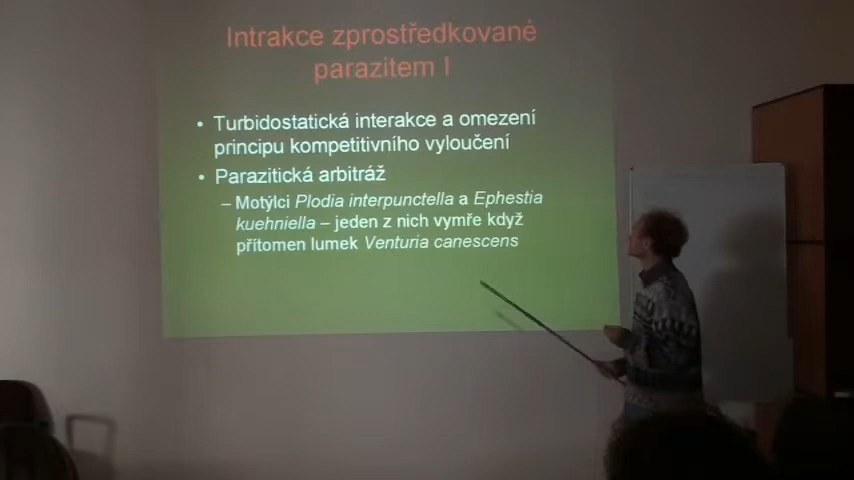 Intrakce zprostředkované
parazitem I
• Turbidostatická interakce a omezení
principu kompetitivního vyloučení
• Parazitická arbitráž
– Motýlci Plodia interpunctella a Ephestia
kuehniella – jeden z nich vymře když
přítomen lumek Venturia canescens